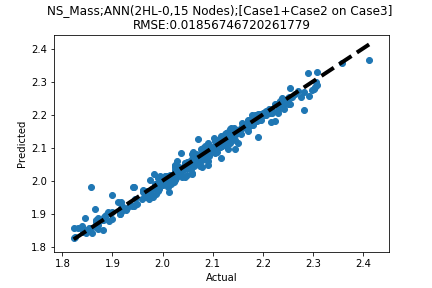 NS_Mass;ANN(2HL-0,15 Nodes);[Case1+Case2 on Case3]
RMSE:0.01856746720261779
2.4
2.3
2.2
2.1
2.0
1.9
1.8
Predicted
1.8 1.9 2.0 2.1 2.2 2.3 2.4
Actual